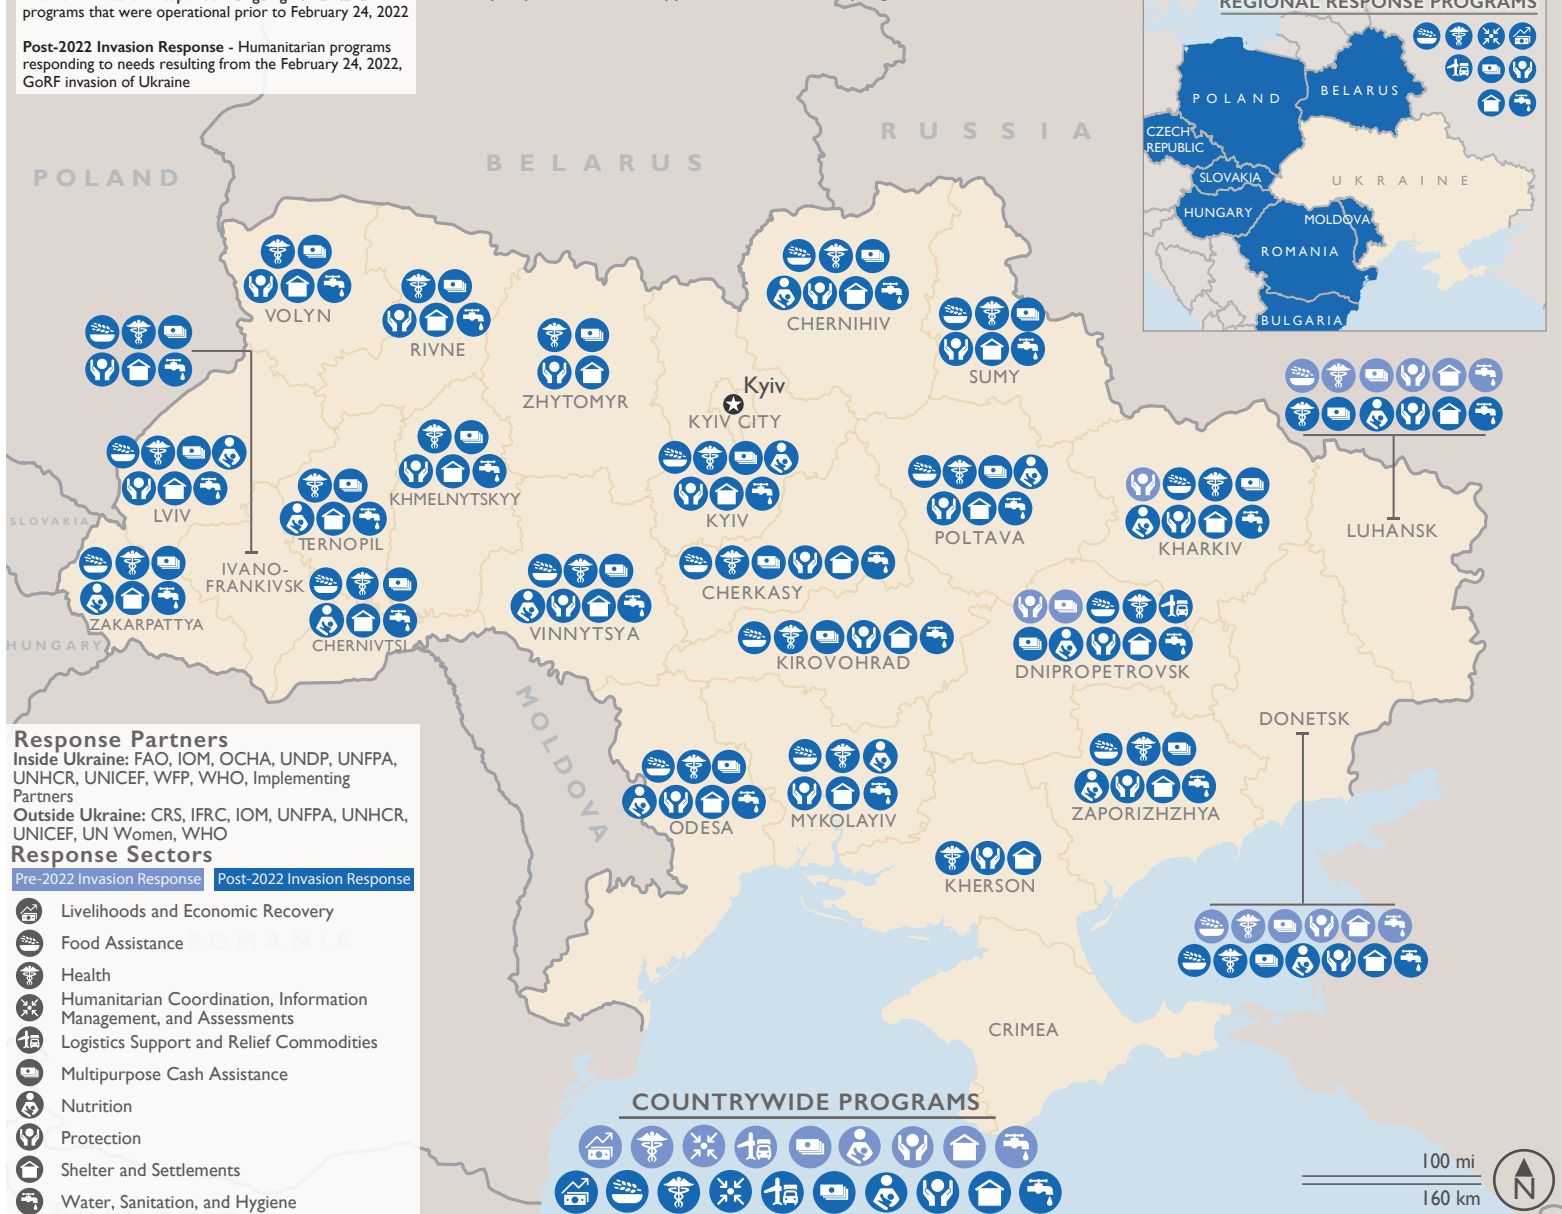 programs that were operational prior to February 24, 2022
Post-2022 Invasion Response - Humanitarian programs
responding to needs resulting from the February 24, 2022,
GoRF invasion of Ukraine
REGIONAL RESPONSE PROGRAMS
POLAND
BELARUS
CZECH
REPUBLIC
SLOVAKIA
UKRAINE
HUNGARY
MOLDOVA
ROMANIA
BULGARIA
RUSSIA
BELARUS
POLAND
VOLYN
RIVNE
CHERNIHIV
SUMY
ZHYTOMYR
Kyiv
KYIV CITY
KHMELNYTSKYY
LVIV
SLOVAKIA
TERNOPIL
KYIV
POLTAVA
KHARKIV
LUHANSK
IVANO-
FRANKIVSK
CHERKASY
ZAKARPATTYA
HUNGARY
CHERNIVTSI
VINNYTSYA
KIROVOHRAD
DNIPROPETROVSK
MOLDOVA
DONETSK
ODESA
MYKOLAYIV
ZAPORIZHZHYA
KHERSON
CRIMEA
Response Partners
Inside Ukraine: FAO, IOM, OCHA, UNDP, UNFPA,
UNHCR, UNICEF, WFP, WHO, Implementing
Partners
Outside Ukraine: CRS, IFRC, IOM, UNFPA, UNHCR,
UNICEF, UN Women, WHO
Response Sectors
Pre-2022 Invasion Response Post-2022 Invasion Response
Livelihoods and Economic Recovery
Food Assistance
ROMANIA
Health
Humanitarian Coordination, Information
Management, and Assessments
Logistics Support and Relief Commodities
Multipurpose Cash Assistance
Nutrition
Protection
Shelter and Settlements
Water, Sanitation, and Hygiene
COUNTRYWIDE PROGRAMS
100 mi
160 km
N